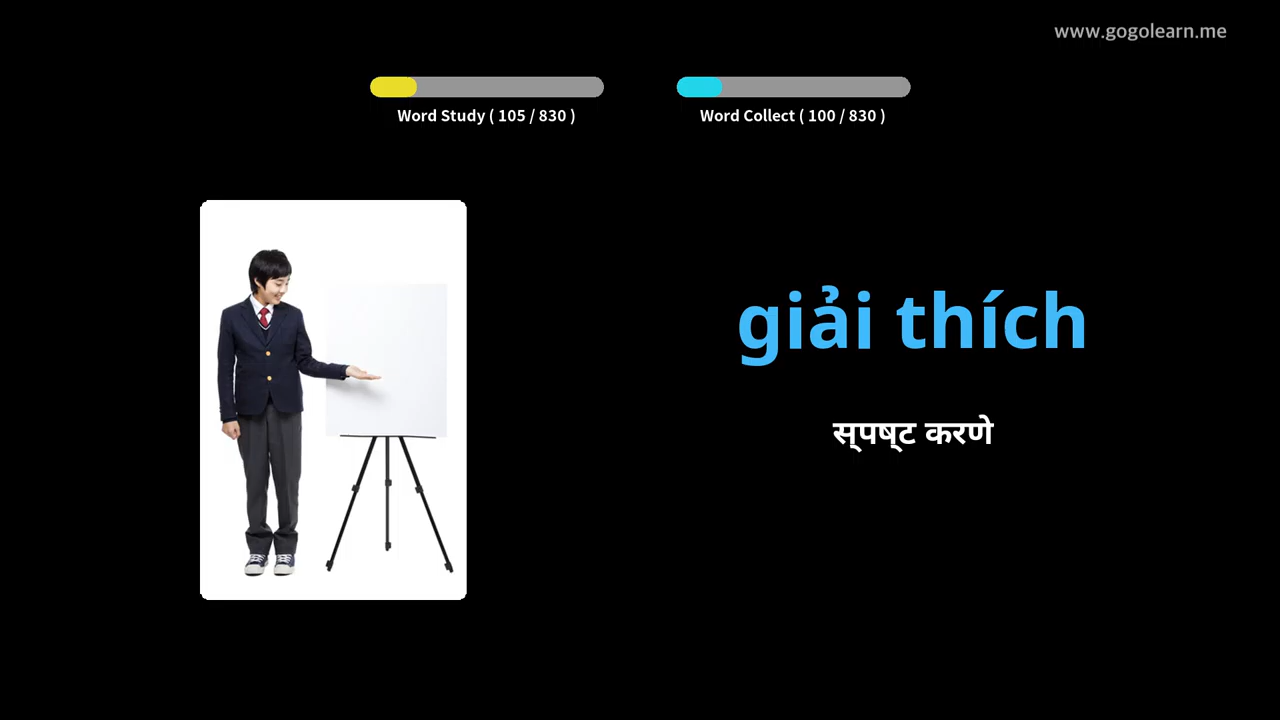 www.gogolearn.me
Word Study ( 105 / 830 )
Word Collect ( 100 / 830 )
giải thích
स्पष्ट करणे